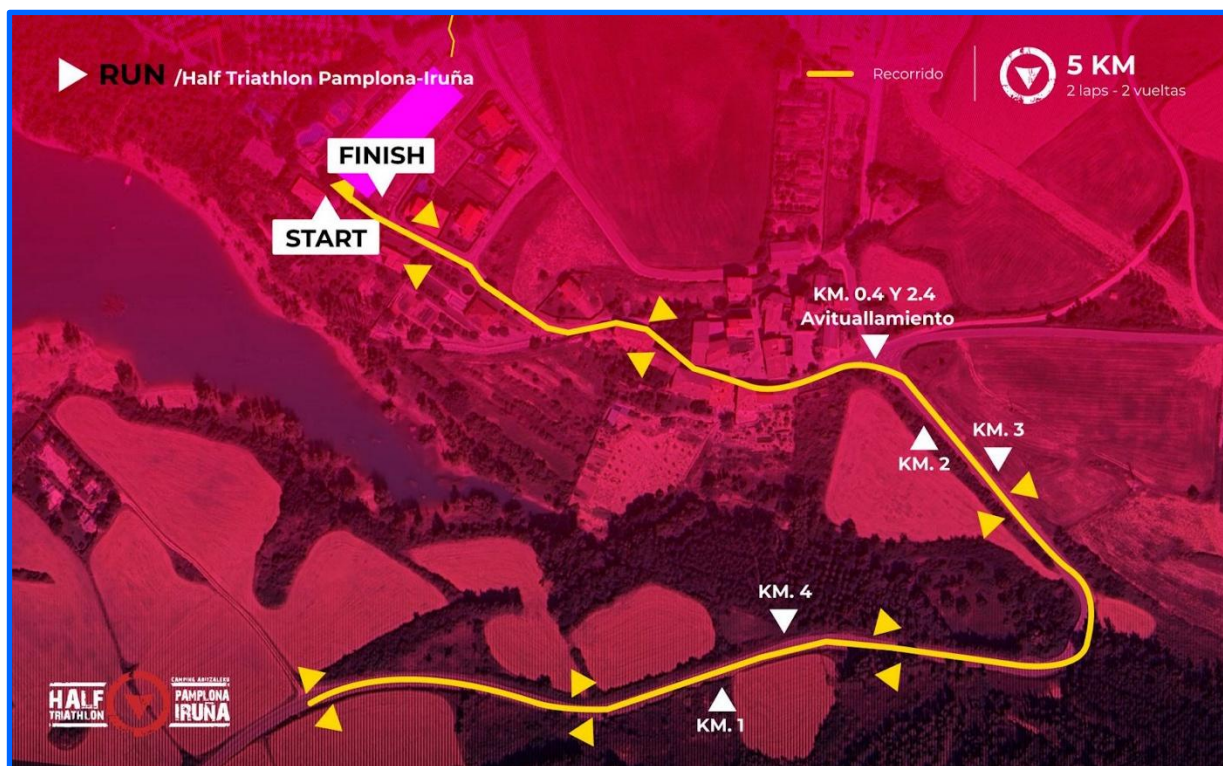 RUN /Half Triathlon Pamplona-Iruña
Recorrido
5 KM
2 laps - 2 vueltas
FINISH
START
KM. 0.4 Y 2.4
Avituallamiento
KM. 3
KM. 2
KM. 4
KM. 1
HALF
TRIATHLON
CAMPING ARITZALEKU
PAMPLONA
IRUÑA